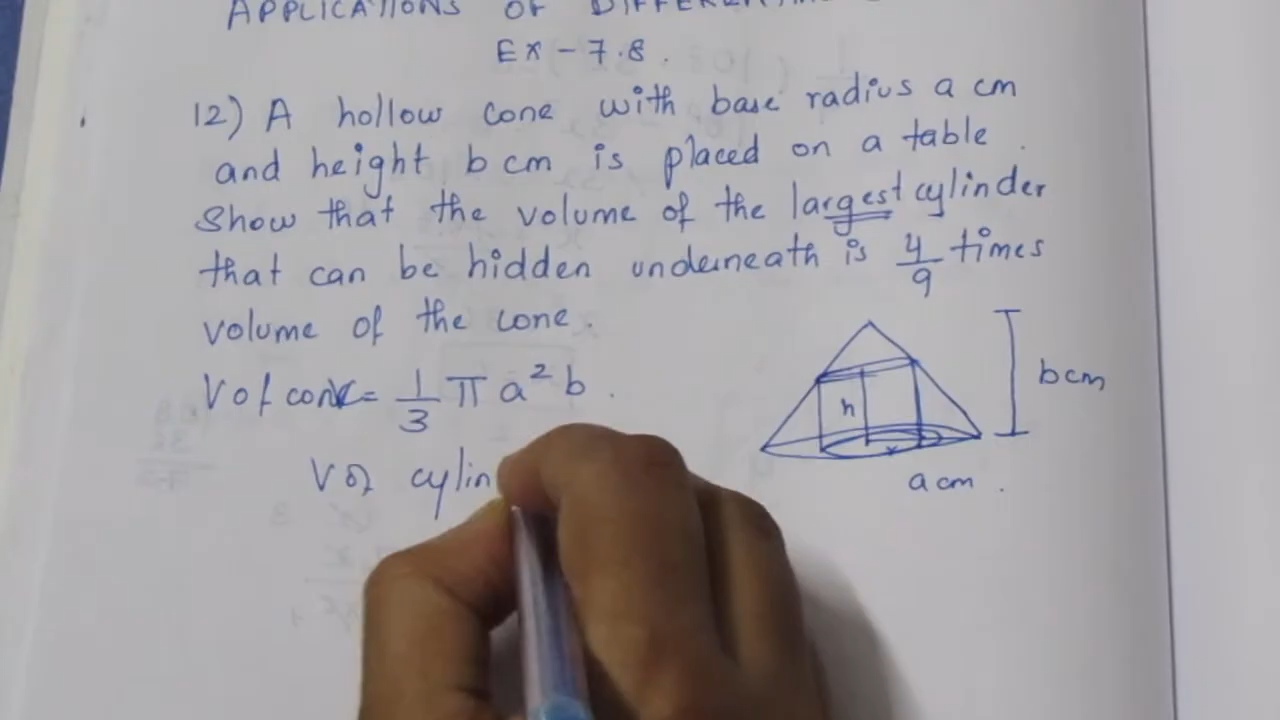 APPLICATIONS OF
Ex - 7.8.
12) A hollow cone with base radius a cm
and height b cm is placed on a table.
Show that the volume of the largest cylinder
that can be hidden underneath is 4/9 times
volume of the cone.
V of cone = 1/3 π a² b.
h
b cm
V of cylin
a cm.